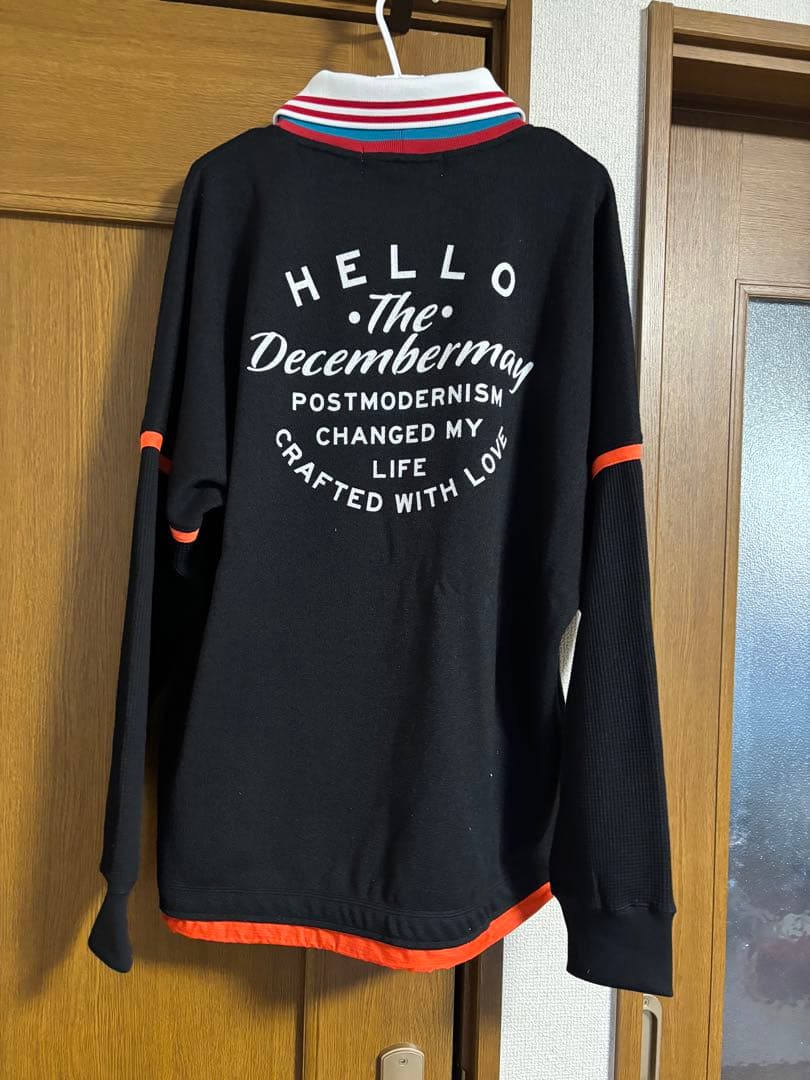 HELLO
•The•
Decembermay
POSTMODERNISM
CHANGED MY
LIFE
CRAFTED WITH LOVE